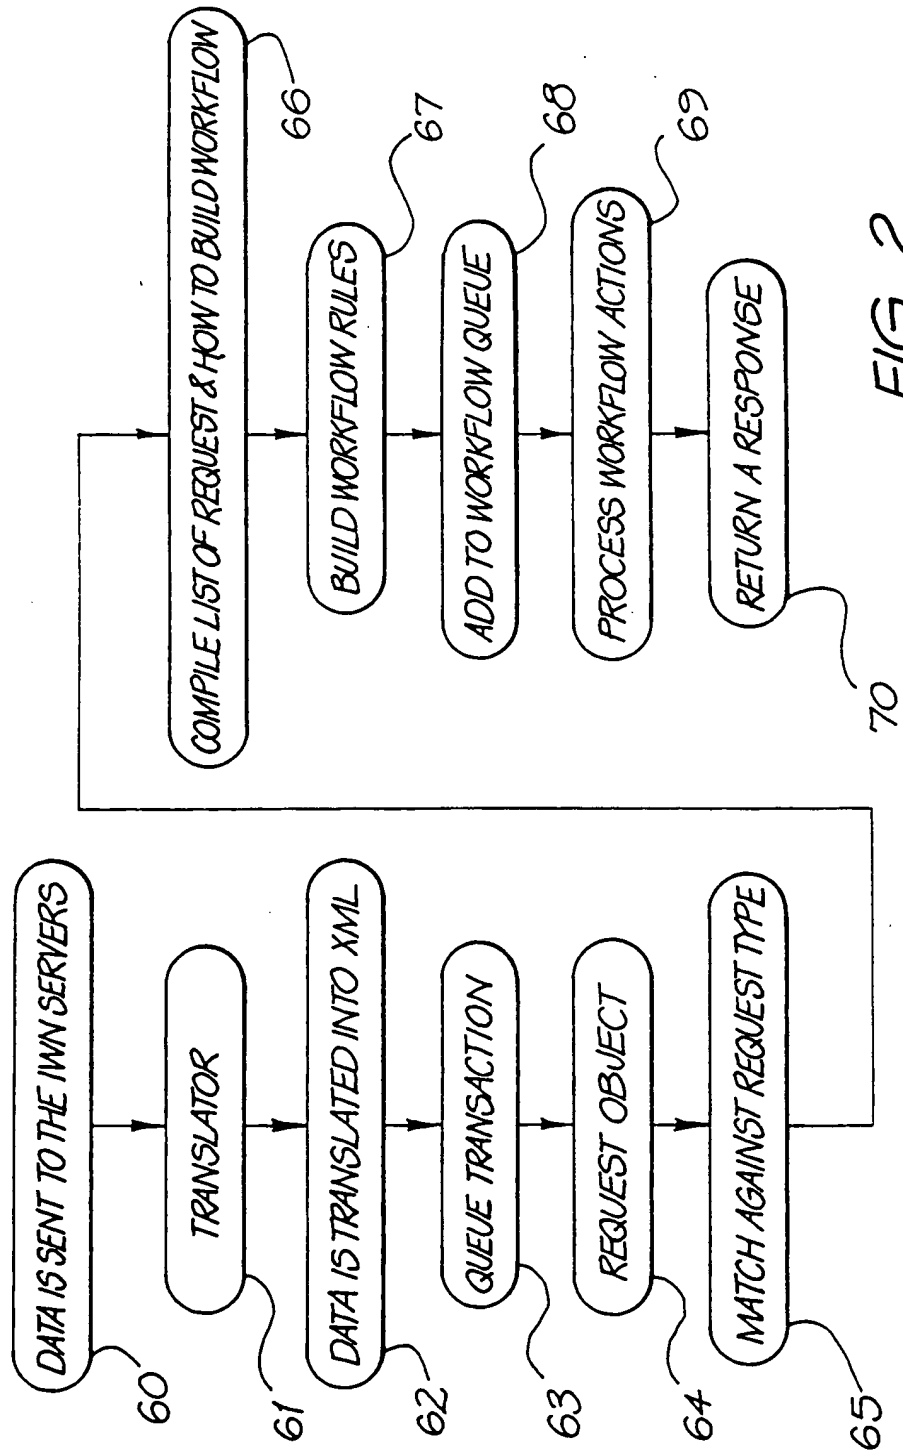 DATA IS SENT TO THE IWN SERVERS
60
TRANSLATOR
61
DATA IS TRANSLATED INTO XML
62
QUEUE TRANSACTION
63
REQUEST OBJECT
64
MATCH AGAINST REQUEST TYPE
65
COMPILE LIST OF REQUEST & HOW TO BUILD WORKFLOW
66
BUILD WORKFLOW RULES
67
ADD TO WORKFLOW QUEUE
68
PROCESS WORKFLOW ACTIONS
69
RETURN A RESPONSE
70
FIG. 2